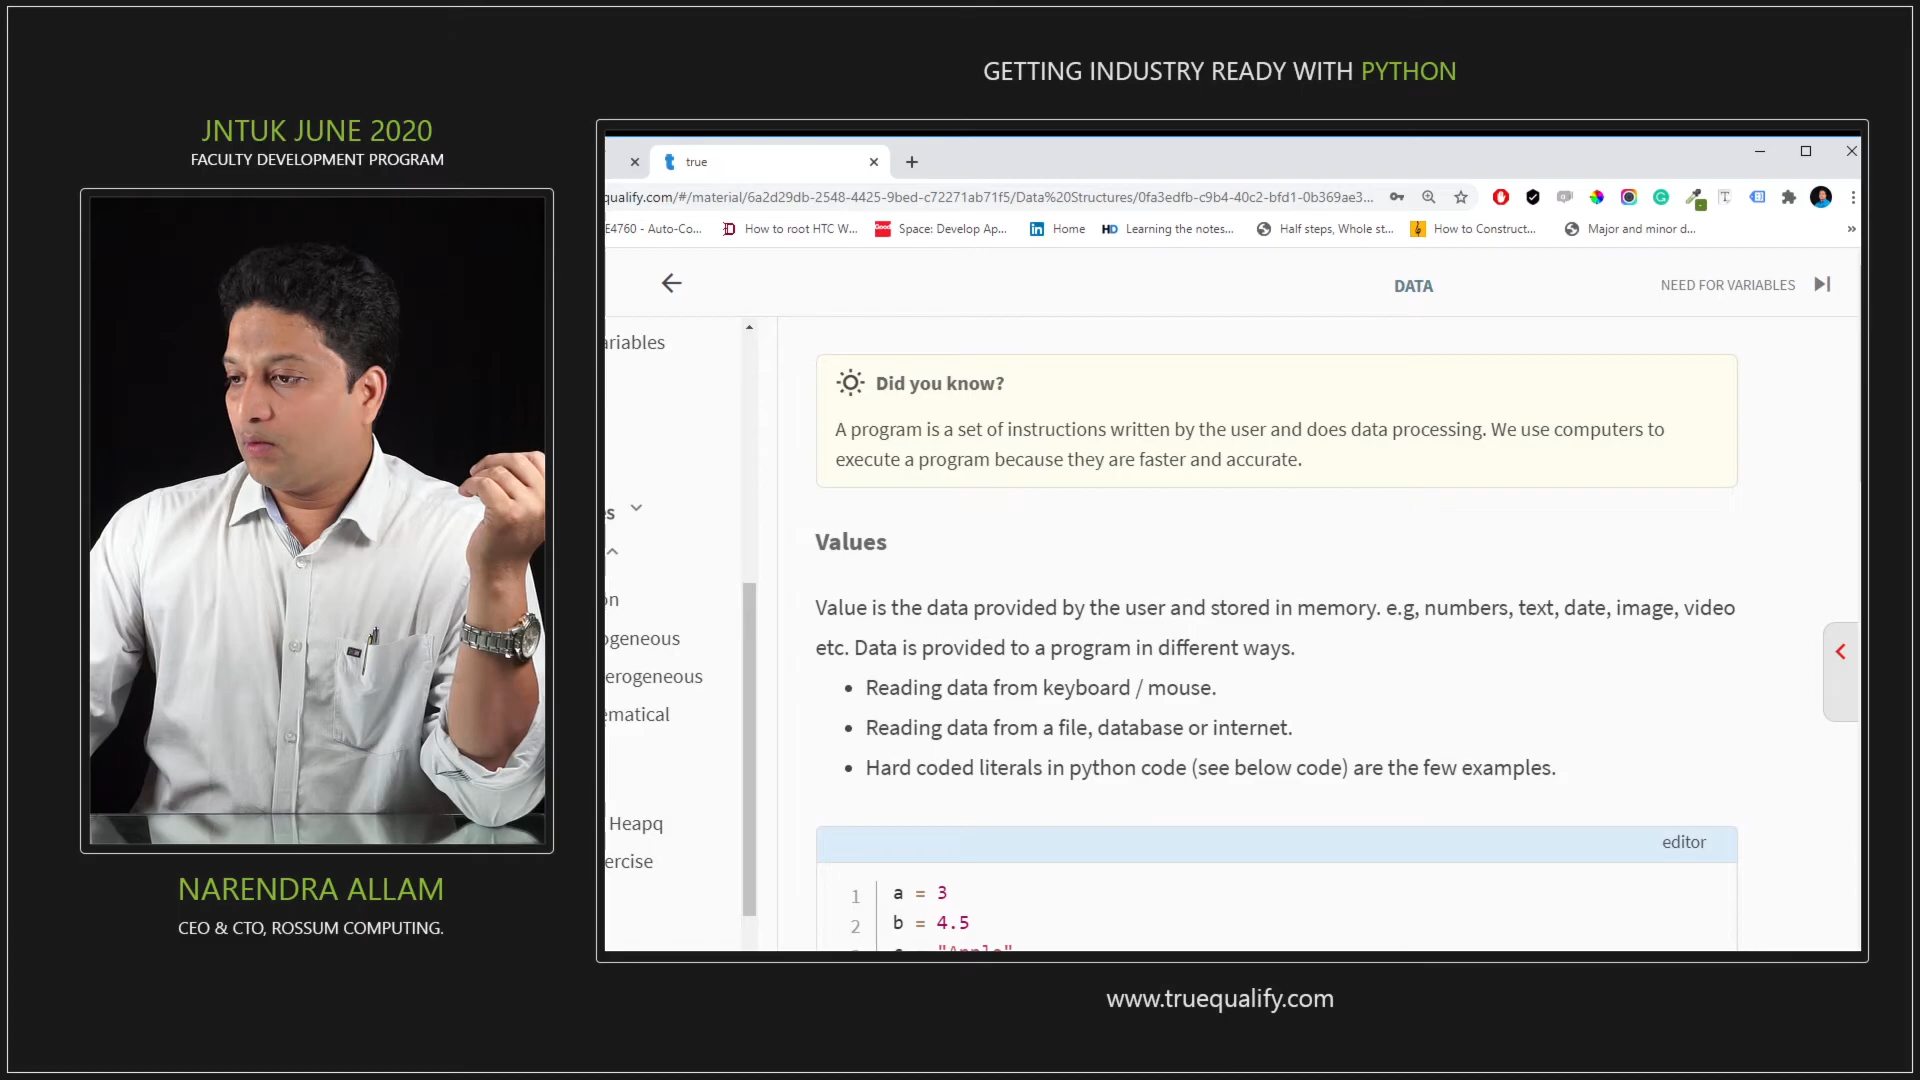 GETTING INDUSTRY READY WITH PYTHON
JNTUK JUNE 2020
FACULTY DEVELOPMENT PROGRAM
NARENDRA ALLAM
CEO & CTO, ROSSUM COMPUTING.
true
qualify.com/#/material/6a2d29db-2548-4425-9bed-c72271ab71f5/Data%20Structures/0fa3edfb-c9b4-40c2-bfd1-0b369ae3...
E4760 - Auto-Co... How to root HTC W... Space: Develop Ap... Home HD Learning the notes... Half steps, Whole st... How to Construct... Major and minor d...
DATA
NEED FOR VARIABLES
ariables
s
on
ogeneous
erogeneous
ematical
Heapq
ercise
Did you know?
A program is a set of instructions written by the user and does data processing. We use computers to
execute a program because they are faster and accurate.
Values
Value is the data provided by the user and stored in memory. e.g, numbers, text, date, image, video
etc. Data is provided to a program in different ways.
• Reading data from keyboard / mouse.
• Reading data from a file, database or internet.
• Hard coded literals in python code (see below code) are the few examples.
editor
1 a = 3
2 b = 4.5
"Apple"
www.truequalify.com